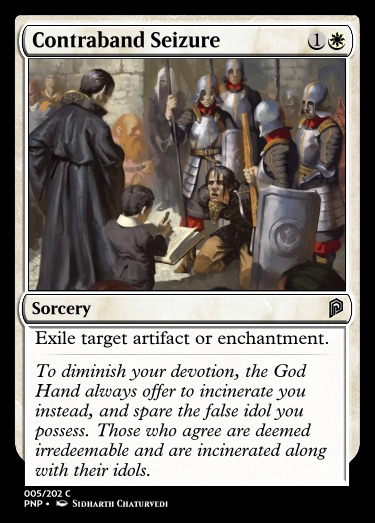 Contraband Seizure
1
Sorcery
Exile target artifact or enchantment.
To diminish your devotion, the God
Hand always offer to incinerate you
instead, and spare the false idol you
possess. Those who agree are deemed
irredeemable and are incinerated along
with their idols.
005/202 C
PNP • Sidharth Chaturvedi